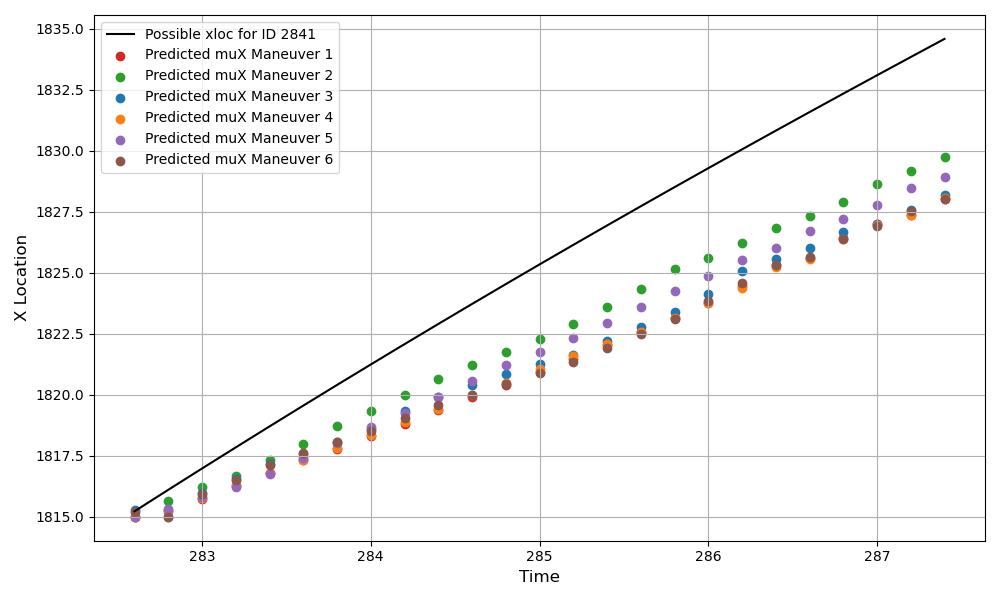 1835.0
1832.5
1830.0
1827.5
1825.0
1822.5
1820.0
1817.5
1815.0
X Location
Possible xloc for ID 2841
Predicted muX Maneuver 1
Predicted muX Maneuver 2
Predicted muX Maneuver 3
Predicted muX Maneuver 4
Predicted muX Maneuver 5
Predicted muX Maneuver 6
283 284 285 286 287
Time